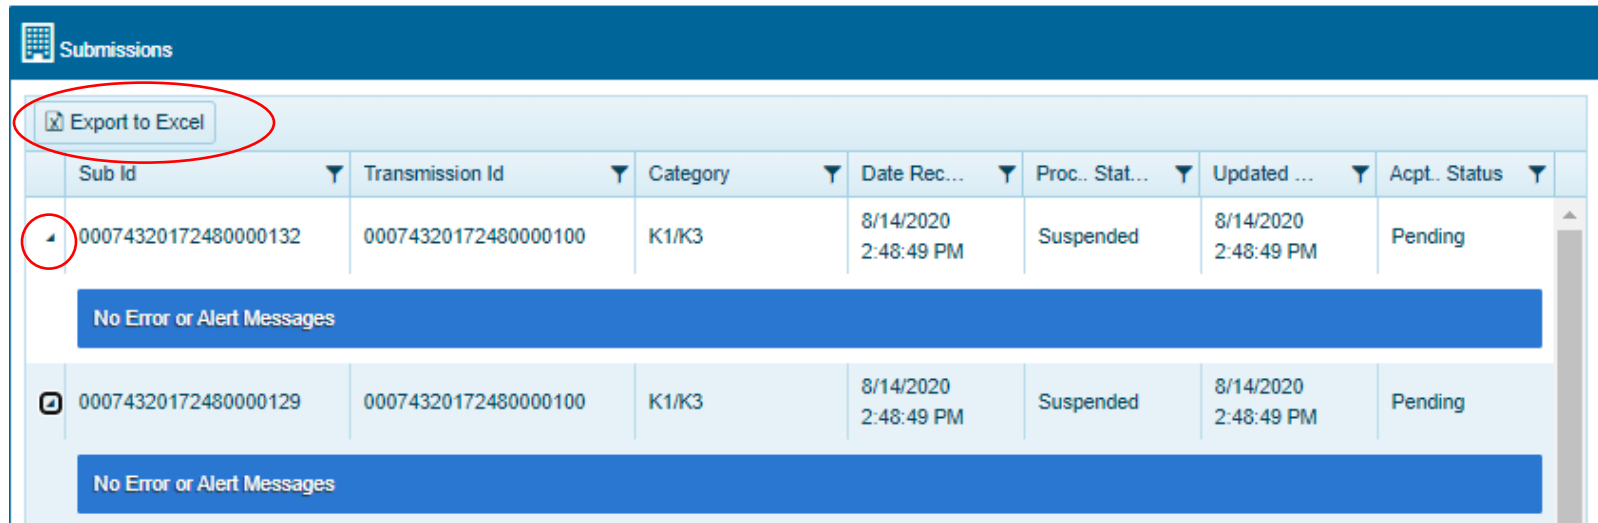 Submissions
Export to Excel
Sub Id Transmission Id Category Date Rec... Proc.. Stat... Updated ... Acpt.. Status
00074320172480000132 00074320172480000100 K1/K3 8/14/2020 2:48:49 PM Suspended 8/14/2020 2:48:49 PM Pending
No Error or Alert Messages
00074320172480000129 00074320172480000100 K1/K3 8/14/2020 2:48:49 PM Suspended 8/14/2020 2:48:49 PM Pending
No Error or Alert Messages